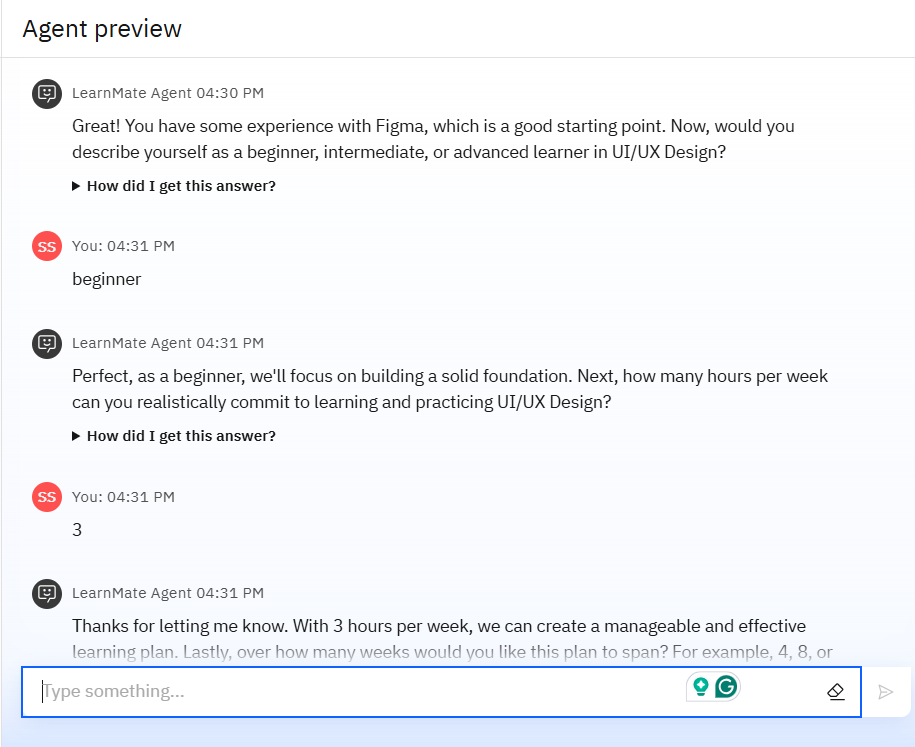 Agent preview
LearnMate Agent 04:30 PM
Great! You have some experience with Figma, which is a good starting point. Now, would you
describe yourself as a beginner, intermediate, or advanced learner in UI/UX Design?
How did I get this answer?
SS You: 04:31 PM
beginner
LearnMate Agent 04:31 PM
Perfect, as a beginner, we'll focus on building a solid foundation. Next, how many hours per week
can you realistically commit to learning and practicing UI/UX Design?
How did I get this answer?
SS You: 04:31 PM
3
LearnMate Agent 04:31 PM
Thanks for letting me know. With 3 hours per week, we can create a manageable and effective
learning plan. Lastly, over how many weeks would you like this plan to span? For example, 4, 8, or
Type something...